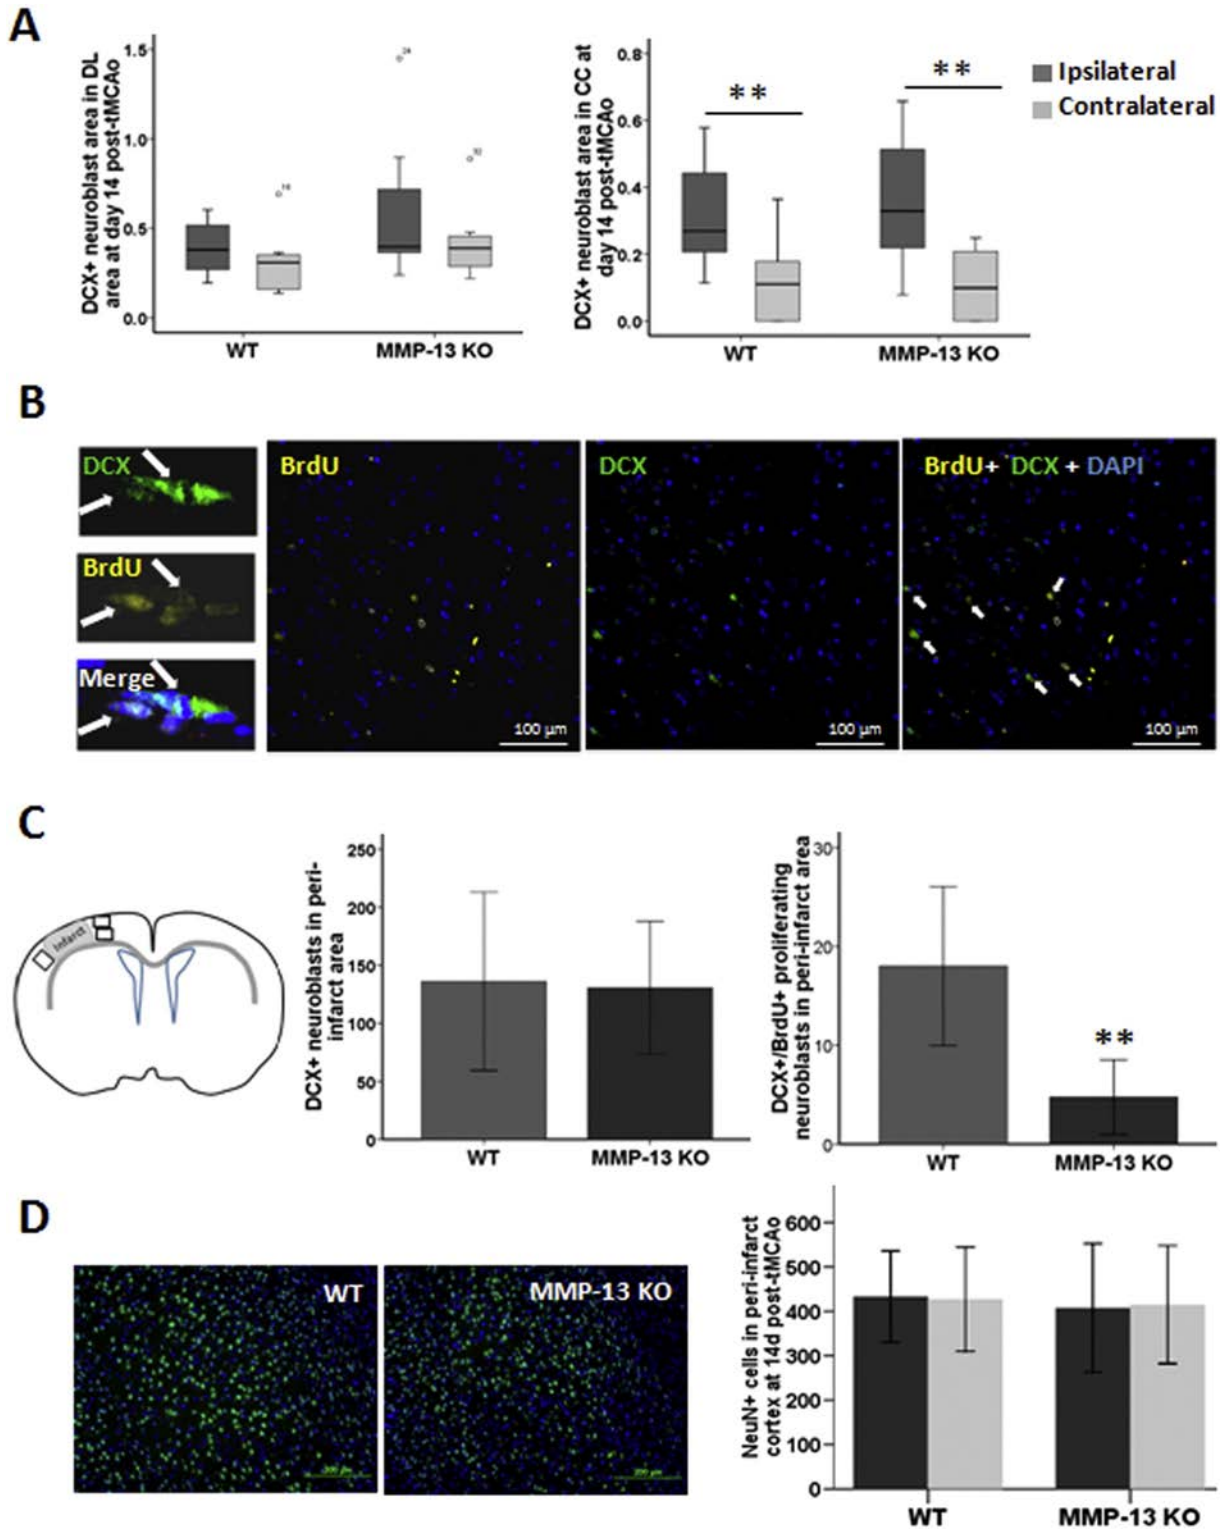 A
DCX+ neuroblast area in DL
area at day 14 post-tMCAo
1.5
1.0
0.5
0.0
24
16
32
WT
MMP-13 KO
DCX+ neuroblast area in CC at
day 14 post-tMCAo
0.8
0.6
0.4
0.2
0.0
**
**
WT
MMP-13 KO
Ipsilateral
Contralateral
B
DCX
BrdU
Merge
BrdU
100 µm
DCX
100 µm
BrdU+ DCX + DAPI
100 µm
C
Infarct
DCX+ neuroblasts in peri-
infarct area
250
200
150
100
50
0
WT
MMP-13 KO
DCX+/BrdU+ proliferating
neuroblasts in peri-infarct area
30
20
10
0
**
WT
MMP-13 KO
D
WT
MMP-13 KO
NeuN+ cells in peri-infarct
cortex at 14d post-tMCAo
600
500
400
300
200
100
0
WT
MMP-13 KO